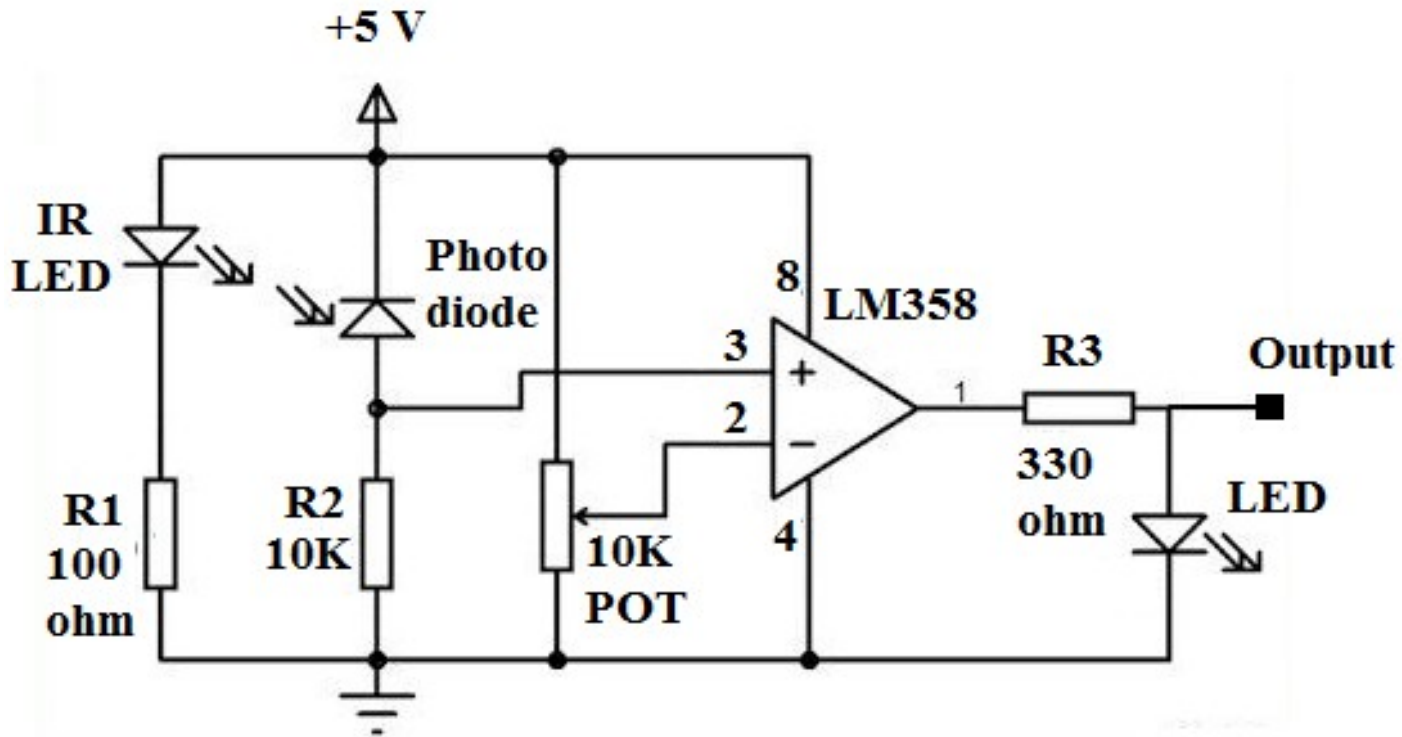 +5 V
IR
LED
Photo
diode
8
LM358
3
+
2
−
4
1
R3
330
ohm
Output
LED
R1
100
ohm
R2
10K
10K
POT